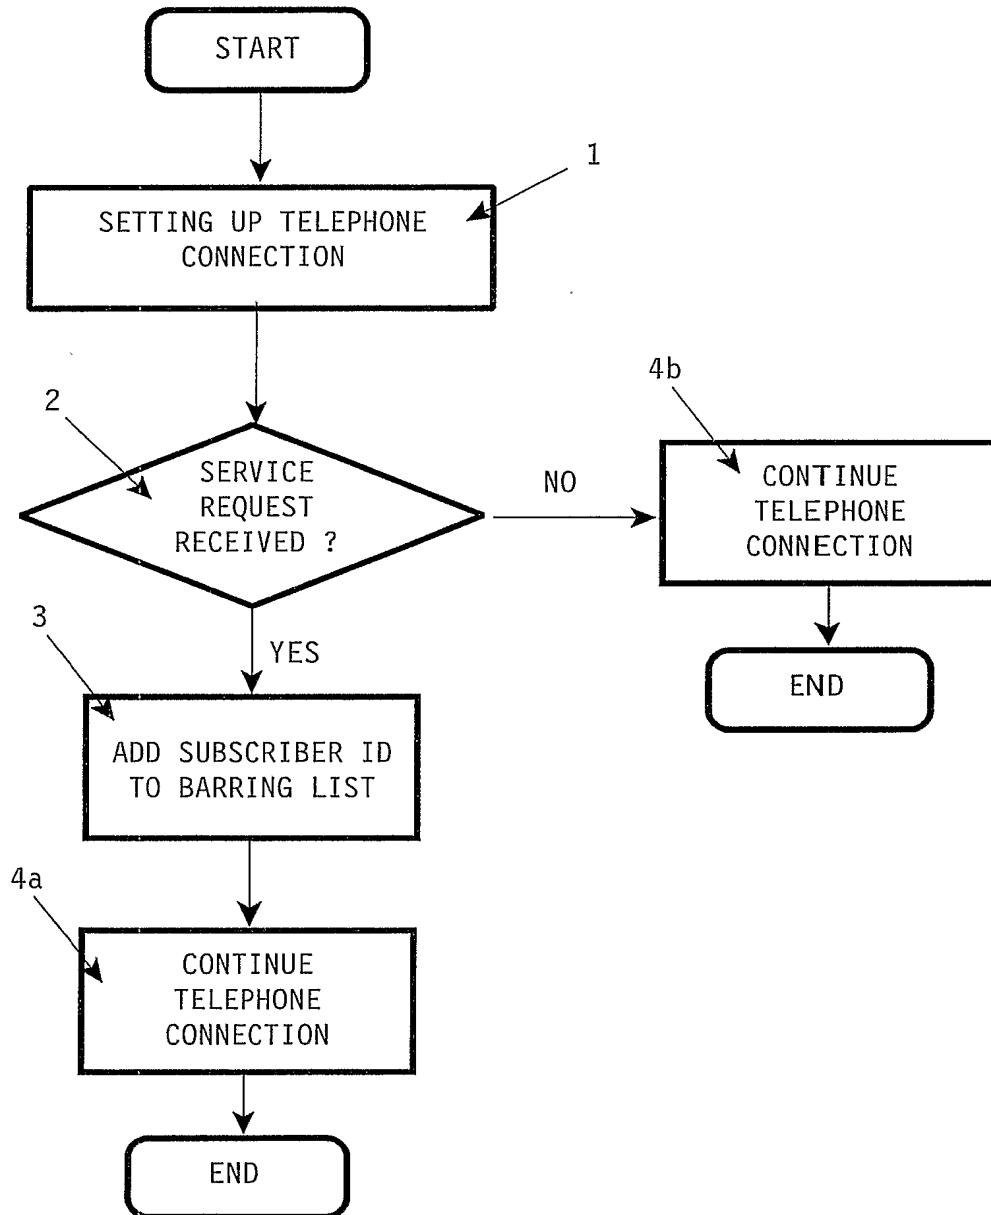 START
1
SETTING UP TELEPHONE
CONNECTION
2
SERVICE
REQUEST
RECEIVED ?
NO
4b
CONTINUE
TELEPHONE
CONNECTION
END
YES
3
ADD SUBSCRIBER ID
TO BARRING LIST
4a
CONTINUE
TELEPHONE
CONNECTION
END